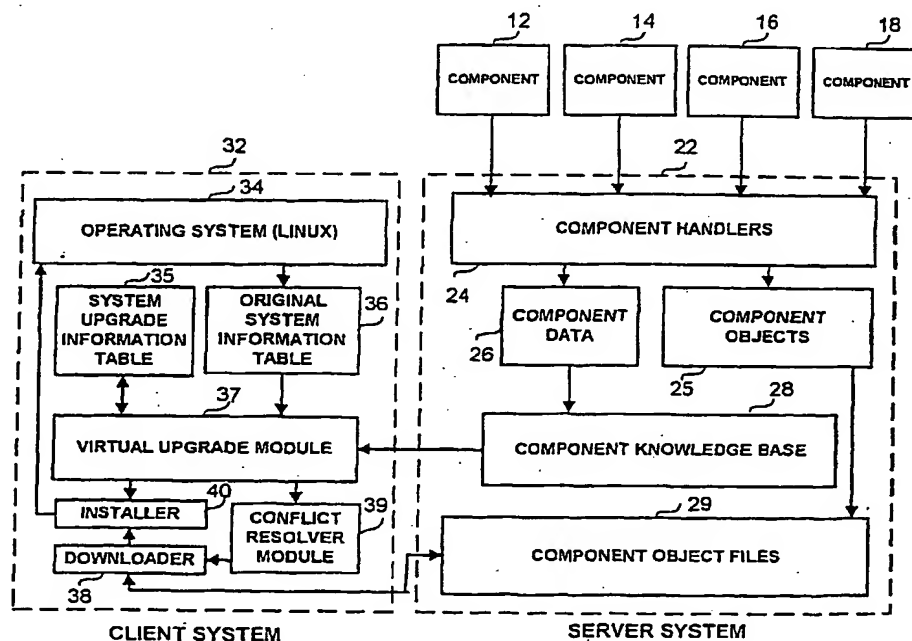 12
14
16
18
COMPONENT
COMPONENT
COMPONENT
COMPONENT
32
22
34
OPERATING SYSTEM (LINUX)
COMPONENT HANDLERS
24
35
SYSTEM
UPGRADE
INFORMATION
TABLE
36
ORIGINAL
SYSTEM
INFORMATION
TABLE
26
COMPONENT
DATA
COMPONENT
OBJECTS
25
37
VIRTUAL UPGRADE MODULE
28
COMPONENT KNOWLEDGE BASE
40
INSTALLER
39
CONFLICT
RESOLVER
MODULE
DOWNLOADER
38
29
COMPONENT OBJECT FILES
CLIENT SYSTEM
SERVER SYSTEM